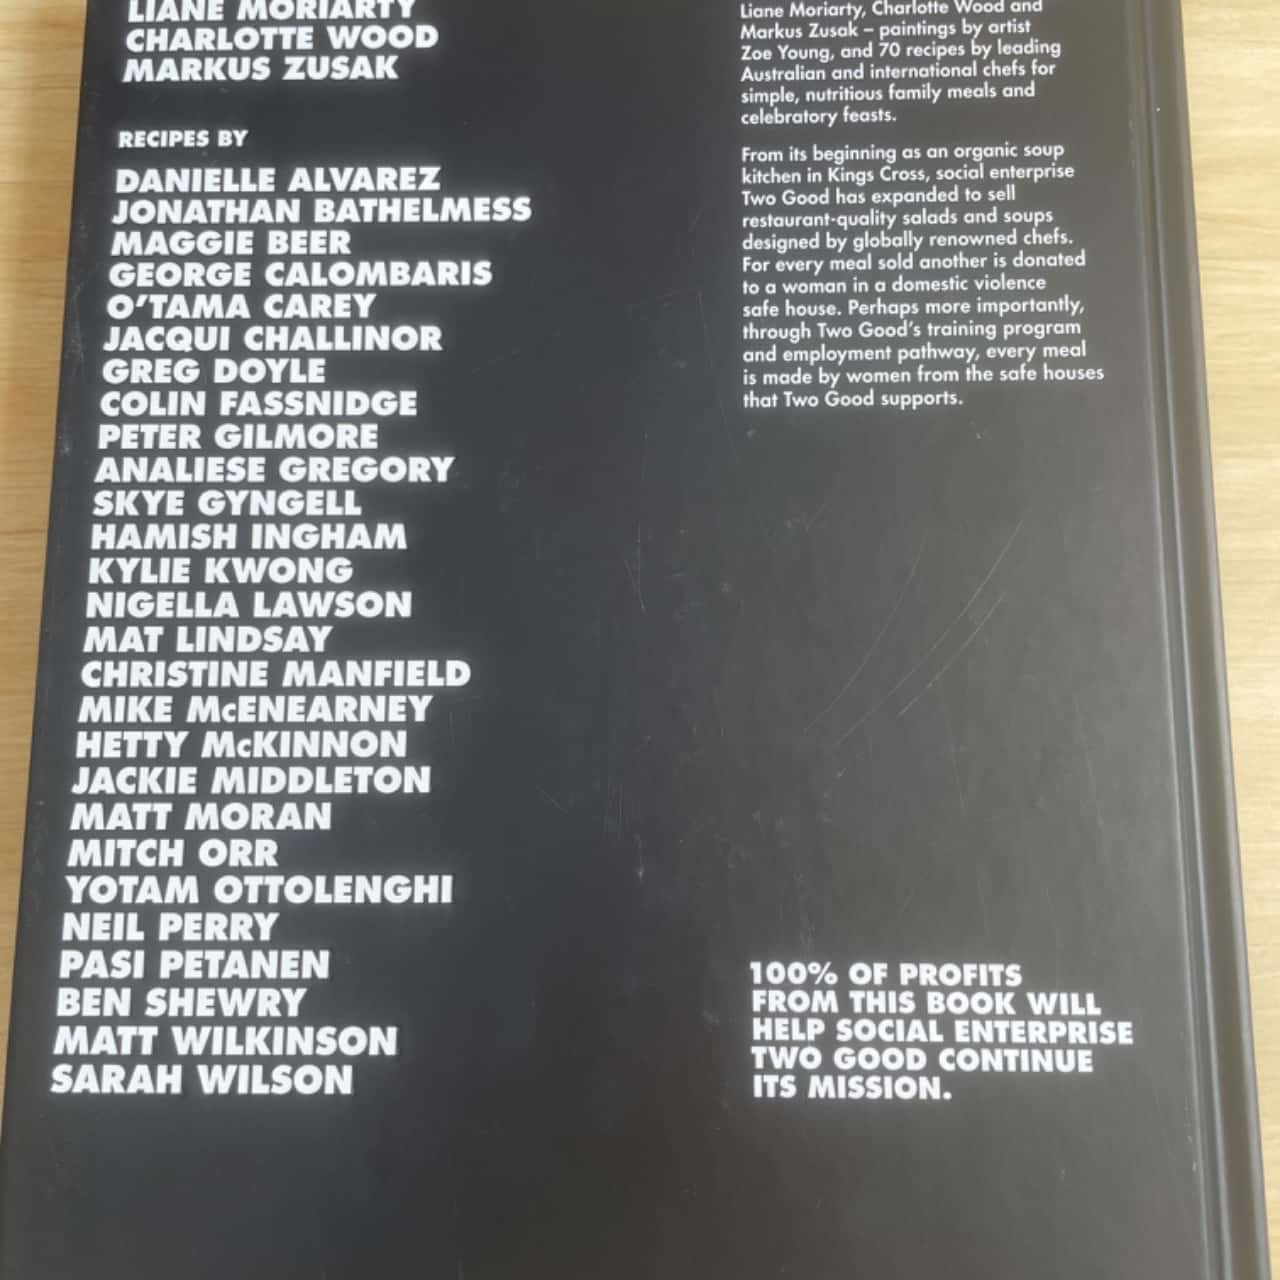 LIANE MORIARTY
CHARLOTTE WOOD
MARKUS ZUSAK
RECIPES BY
DANIELLE ALVAREZ
JONATHAN BATHELMESS
MAGGIE BEER
GEORGE CALOMBARIS
O'TAMA CAREY
JACQUI CHALLINOR
GREG DOYLE
COLIN FASSNIDGE
PETER GILMORE
ANALIESE GREGORY
SKYE GYNGELL
HAMISH INGHAM
KYLIE KWONG
NIGELLA LAWSON
MAT LINDSAY
CHRISTINE MANFIELD
MIKE McENEARNEY
HETTY McKINNON
JACKIE MIDDLETON
MATT MORAN
MITCH ORR
YOTAM OTTOLENGHI
NEIL PERRY
PASI PETANEN
BEN SHEWRY
MATT WILKINSON
SARAH WILSON
Liane Moriarty, Charlotte Wood and
Markus Zusak – paintings by artist
Zoe Young, and 70 recipes by leading
Australian and international chefs for
simple, nutritious family meals and
celebratory feasts.
From its beginning as an organic soup
kitchen in Kings Cross, social enterprise
Two Good has expanded to sell
restaurant-quality salads and soups
designed by globally renowned chefs.
For every meal sold another is donated
to a woman in a domestic violence
safe house. Perhaps more importantly,
through Two Good's training program
and employment pathway, every meal
is made by women from the safe houses
that Two Good supports.
100% OF PROFITS
FROM THIS BOOK WILL
HELP SOCIAL ENTERPRISE
TWO GOOD CONTINUE
ITS MISSION.